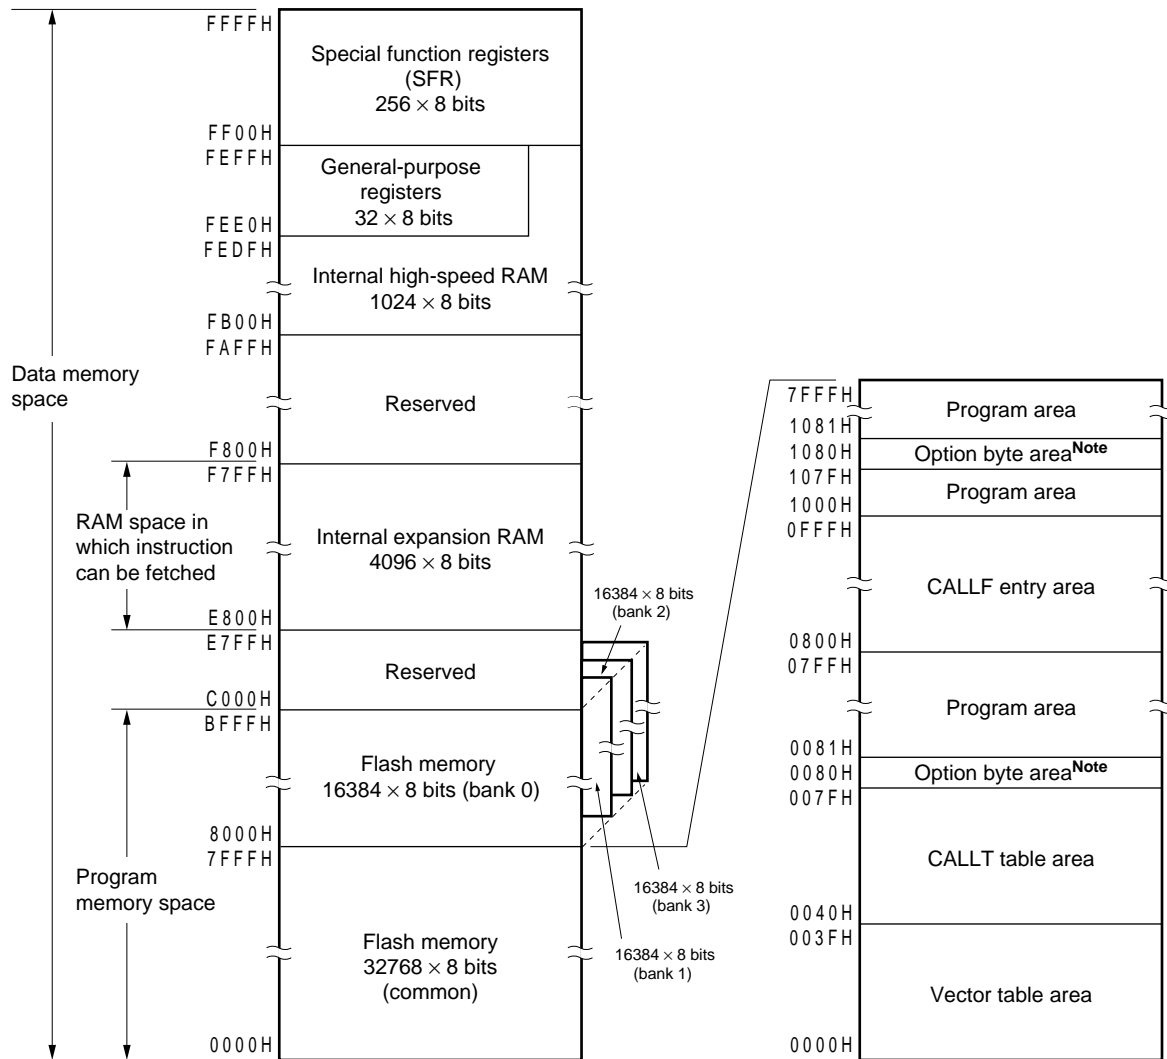 FFFFH
Special function registers
(SFR)
256 × 8 bits
FF00H
FEFFH
General-purpose
registers
32 × 8 bits
FEE0H
FEDFH
Internal high-speed RAM
1024 × 8 bits
FB00H
FAFFH
Data memory
space
Reserved
F800H
F7FFH
RAM space in
which instruction
can be fetched
Internal expansion RAM
4096 × 8 bits
E800H
E7FFH
Reserved
C000H
BFFFH
Flash memory
16384 × 8 bits (bank 0)
8000H
7FFFH
Program
memory space
Flash memory
32768 × 8 bits
(common)
0000H
16384 × 8 bits
(bank 2)
16384 × 8 bits
(bank 3)
16384 × 8 bits
(bank 1)
7FFFH
Program area
1081H
1080H
Option byte areaNote
107FH
Program area
1000H
0FFFH
CALLF entry area
0800H
07FFH
Program area
0081H
0080H
Option byte areaNote
007FH
CALLT table area
0040H
003FH
Vector table area
0000H